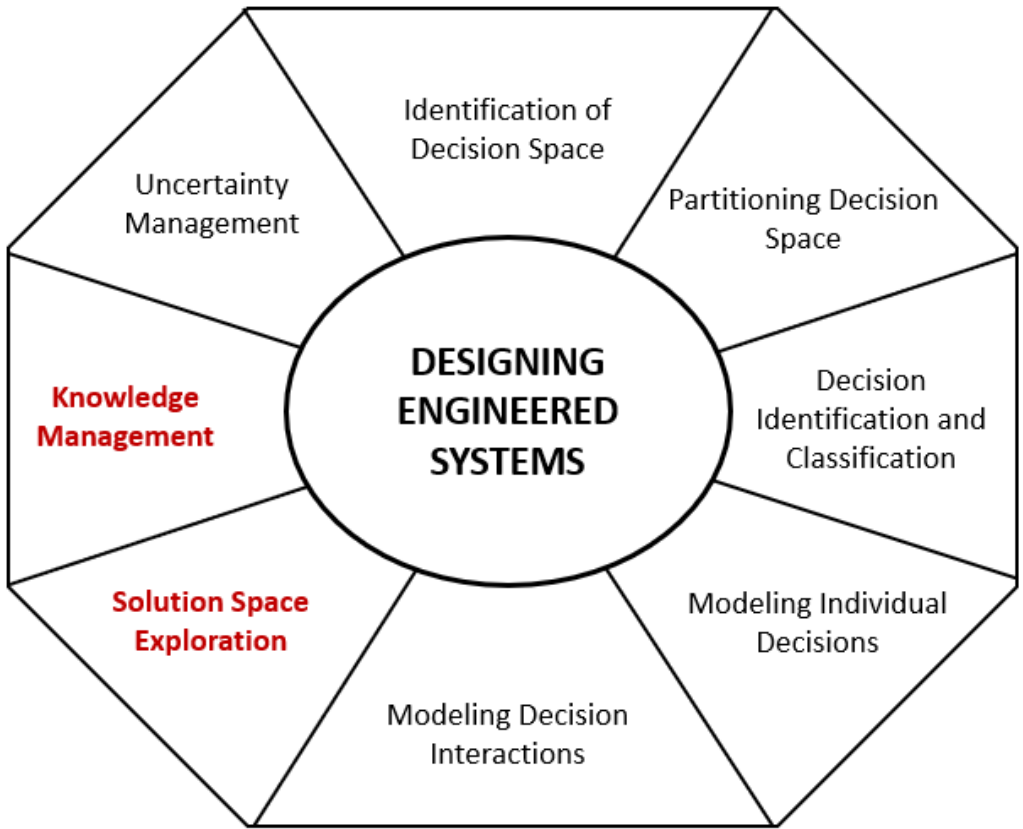 Identification of
Decision Space
Partitioning Decision
Space
Decision
Identification and
Classification
Modeling Individual
Decisions
Modeling Decision
Interactions
Solution Space
Exploration
Knowledge
Management
Uncertainty
Management
DESIGNING
ENGINEERED
SYSTEMS